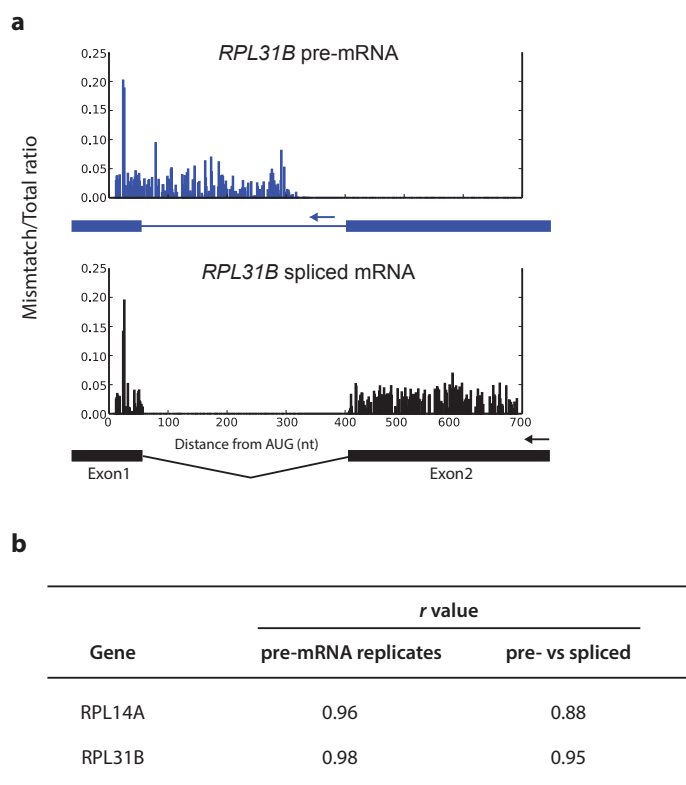 a
RPL31B pre-mRNA
Mismtatch/Total ratio
0.25
0.20
0.15
0.10
0.05
0.00
RPL31B spliced mRNA
0.25
0.20
0.15
0.10
0.05
0.00
0 100 200 300 400 500 600 700
Distance from AUG (nt)
Exon1 Exon2
b
r value
Gene pre-mRNA replicates pre- vs spliced
RPL14A 0.96 0.88
RPL31B 0.98 0.95